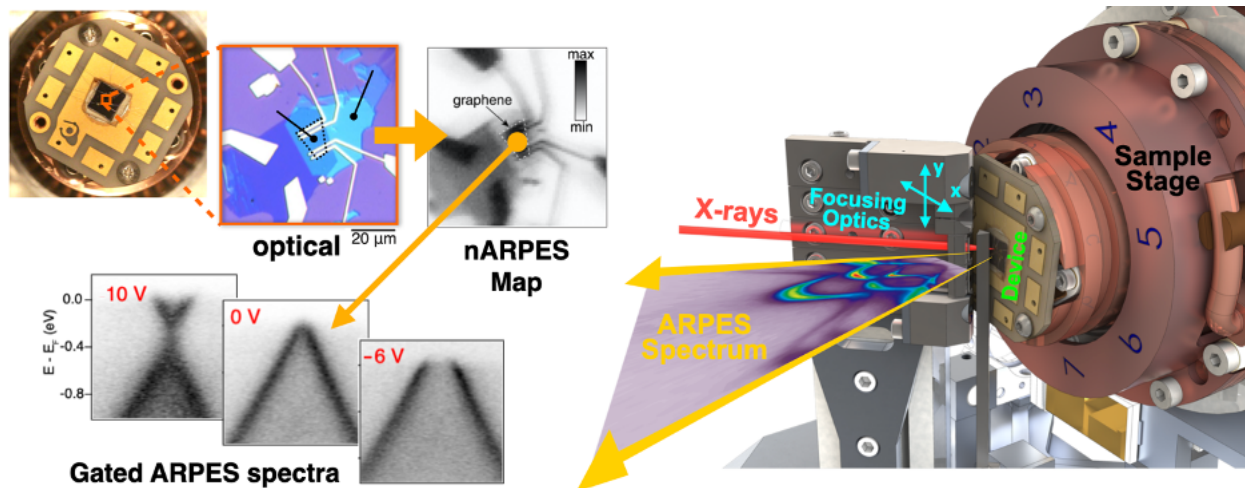 optical
20 µm
graphene
max
min
nARPES
Map
10 V
0 V
−6 V
E - E_F (eV)
0.0
-0.4
-0.8
Gated ARPES spectra
X-rays
Focusing
Optics
y
x
Device
Sample
Stage
ARPES
Spectrum
3
4
5
6
7